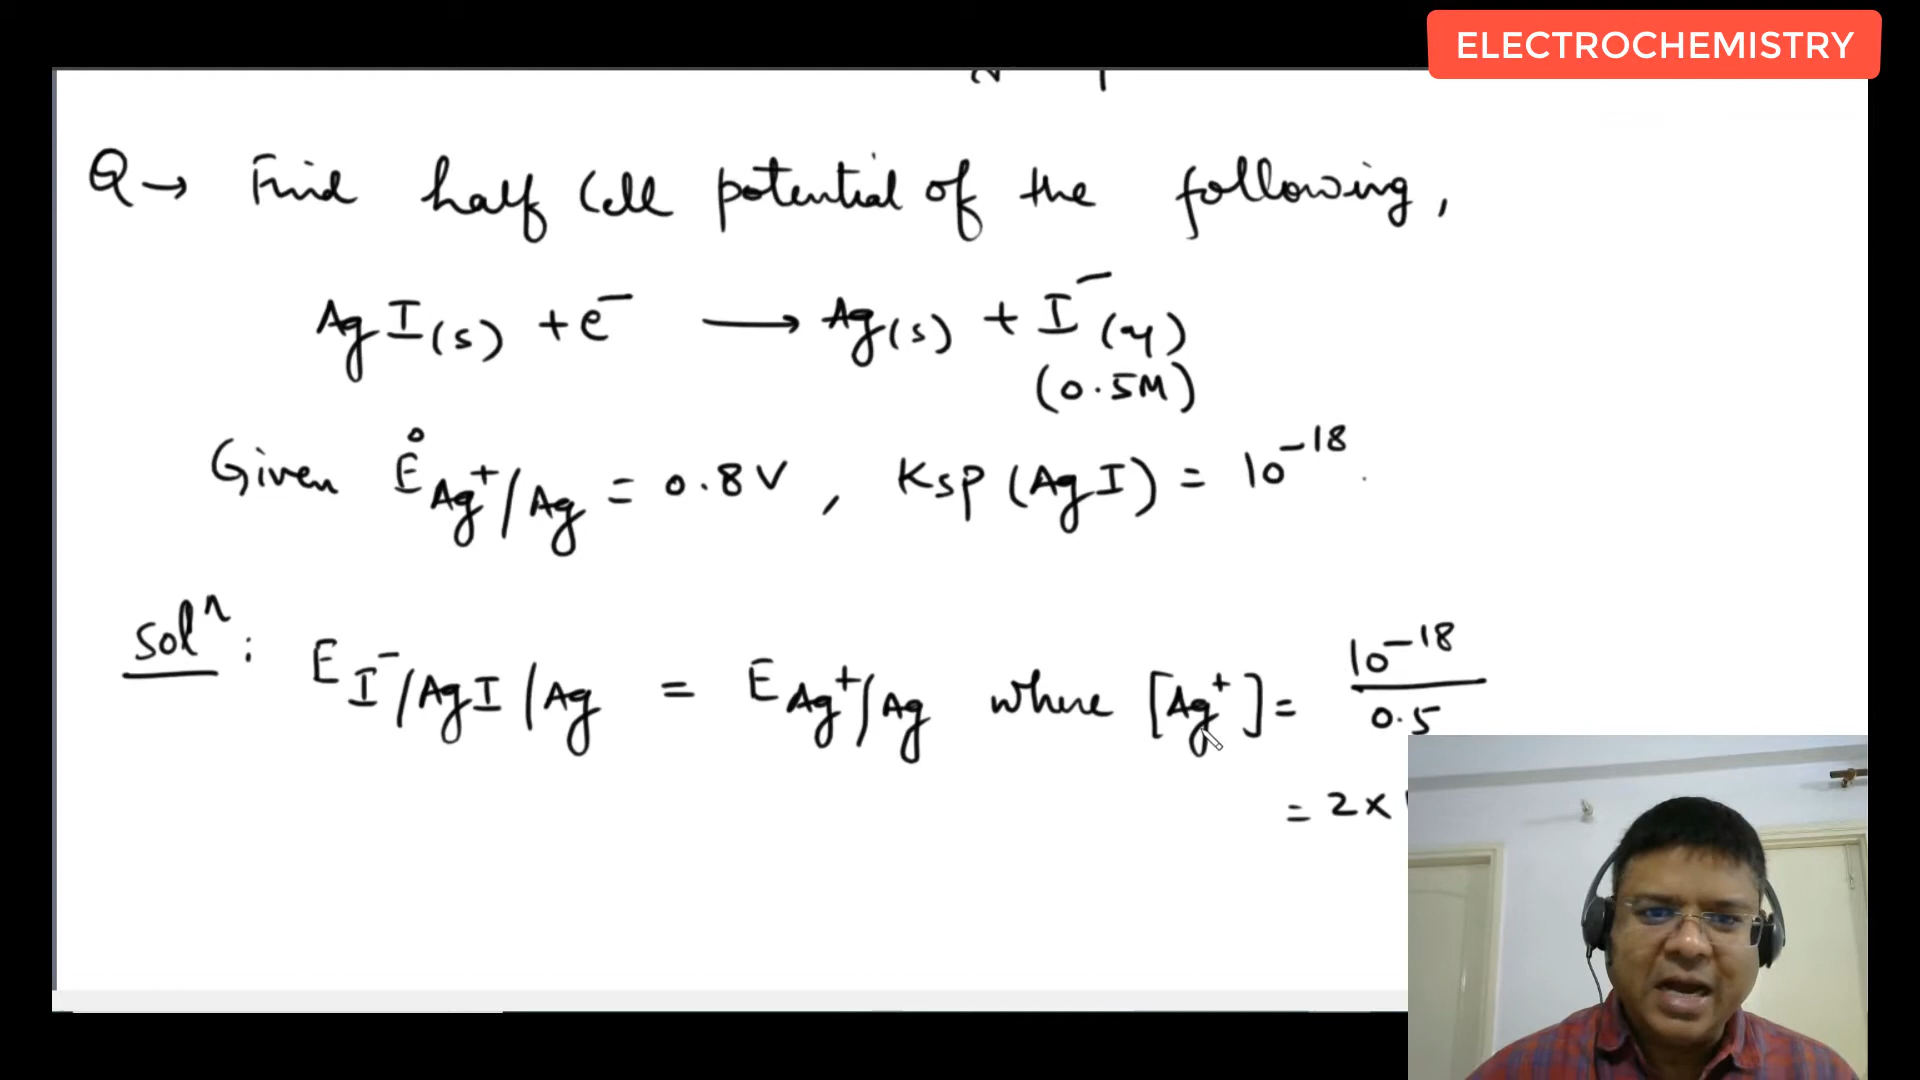 ELECTROCHEMISTRY
Q → Find half Cell potential of the following,
AgI(s) + e⁻ ⟶ Ag(s) + I⁻(aq)
(0.5M)
Given E°Ag⁺/Ag = 0.8V , Ksp (AgI) = 10⁻¹⁸.
Solⁿ : E I⁻/AgI/Ag = E Ag⁺/Ag where [Ag⁺] = 10⁻¹⁸/0.5
= 2×